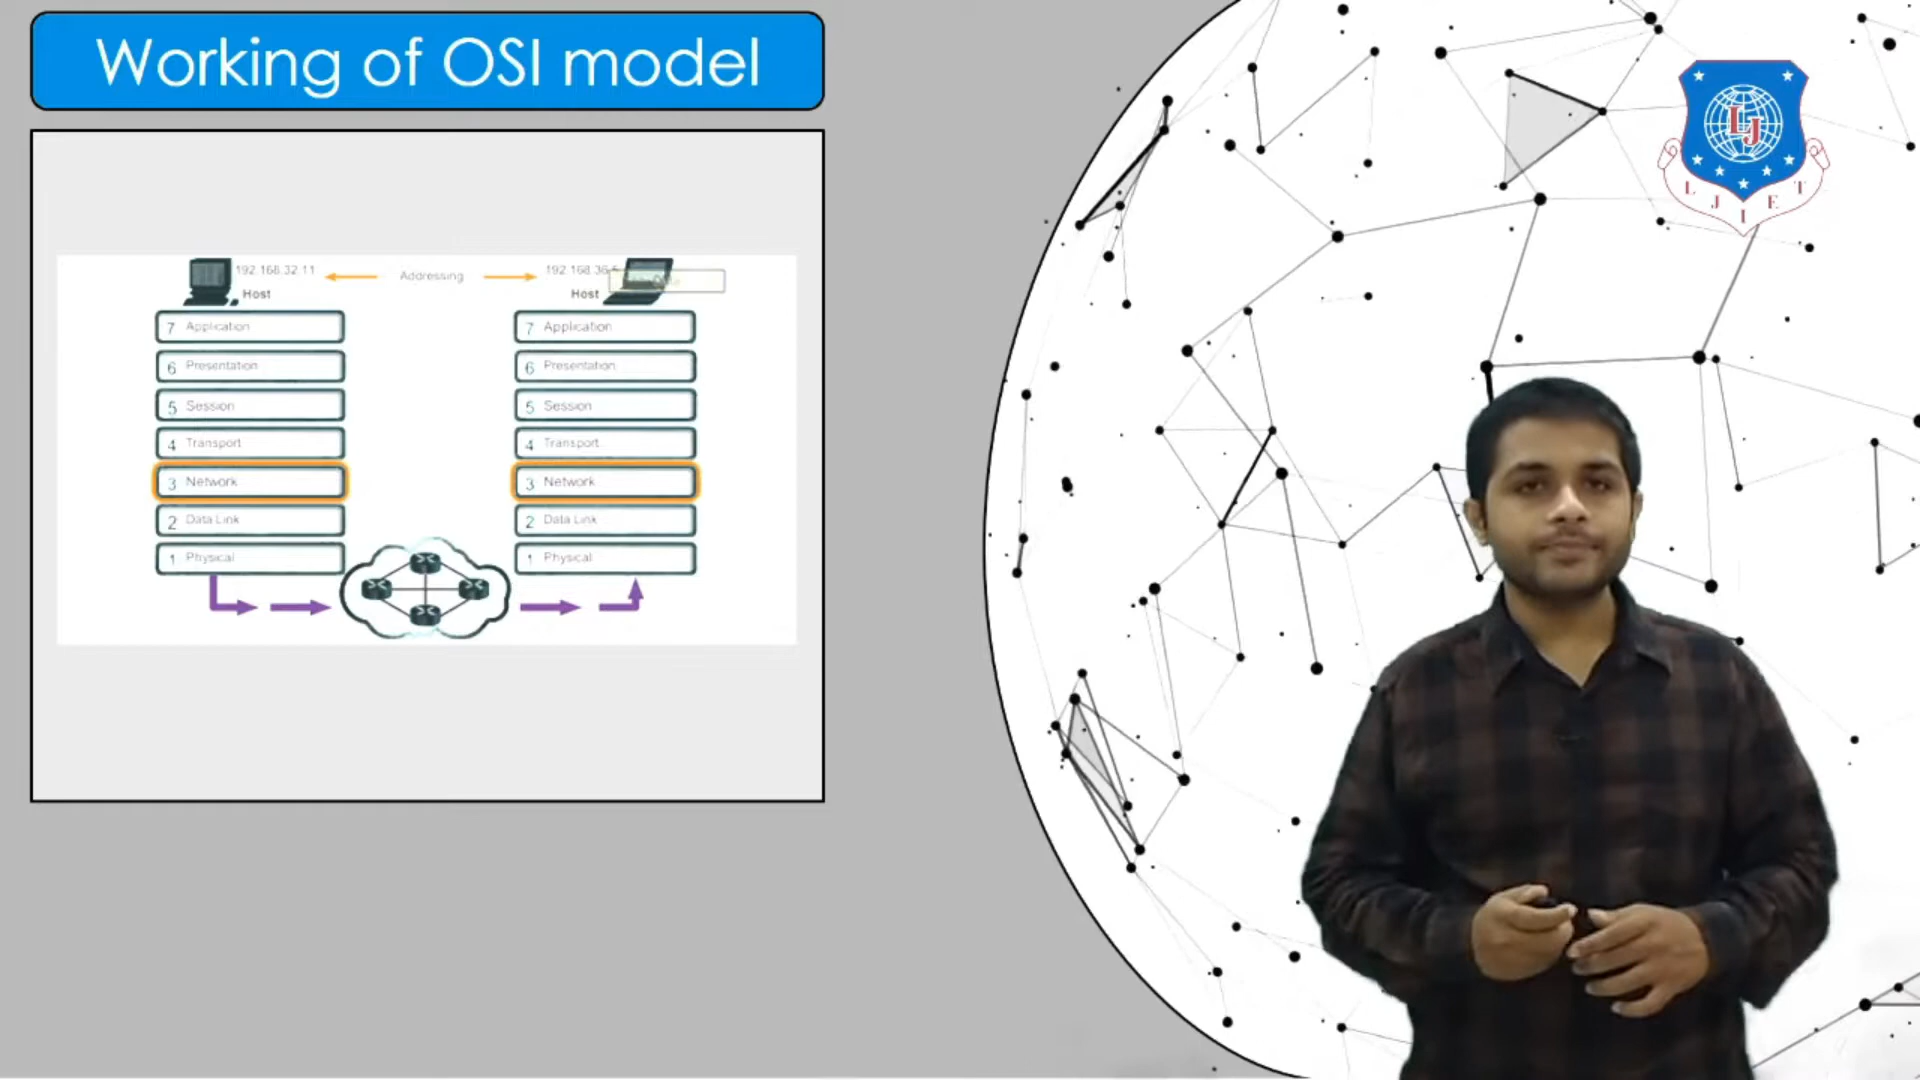 Working of OSI model
192.168.32.11
Addressing
Host
Host
7 Application
7 Application
6 Presentation
6 Presentation
5 Session
5 Session
4 Transport
4 Transport
3 Network
3 Network
2 Data Link
2 Data Link
1 Physical
1 Physical
LJ
L J I E T